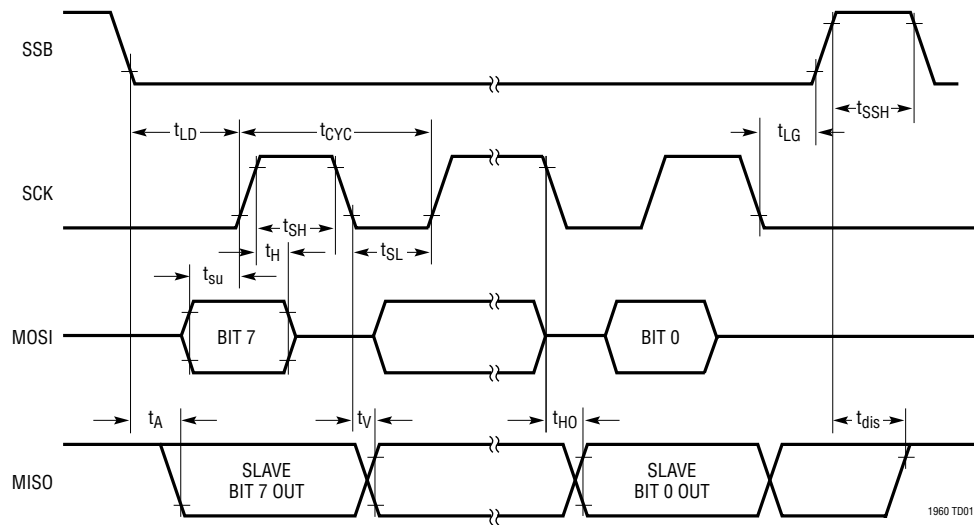 SSB
tSSH
tLD
tCYC
tLG
SCK
tSH
tH
tSL
tsu
MOSI
BIT 7
BIT 0
tA
tV
tHO
tdis
MISO
SLAVE
BIT 7 OUT
SLAVE
BIT 0 OUT
1960 TD01